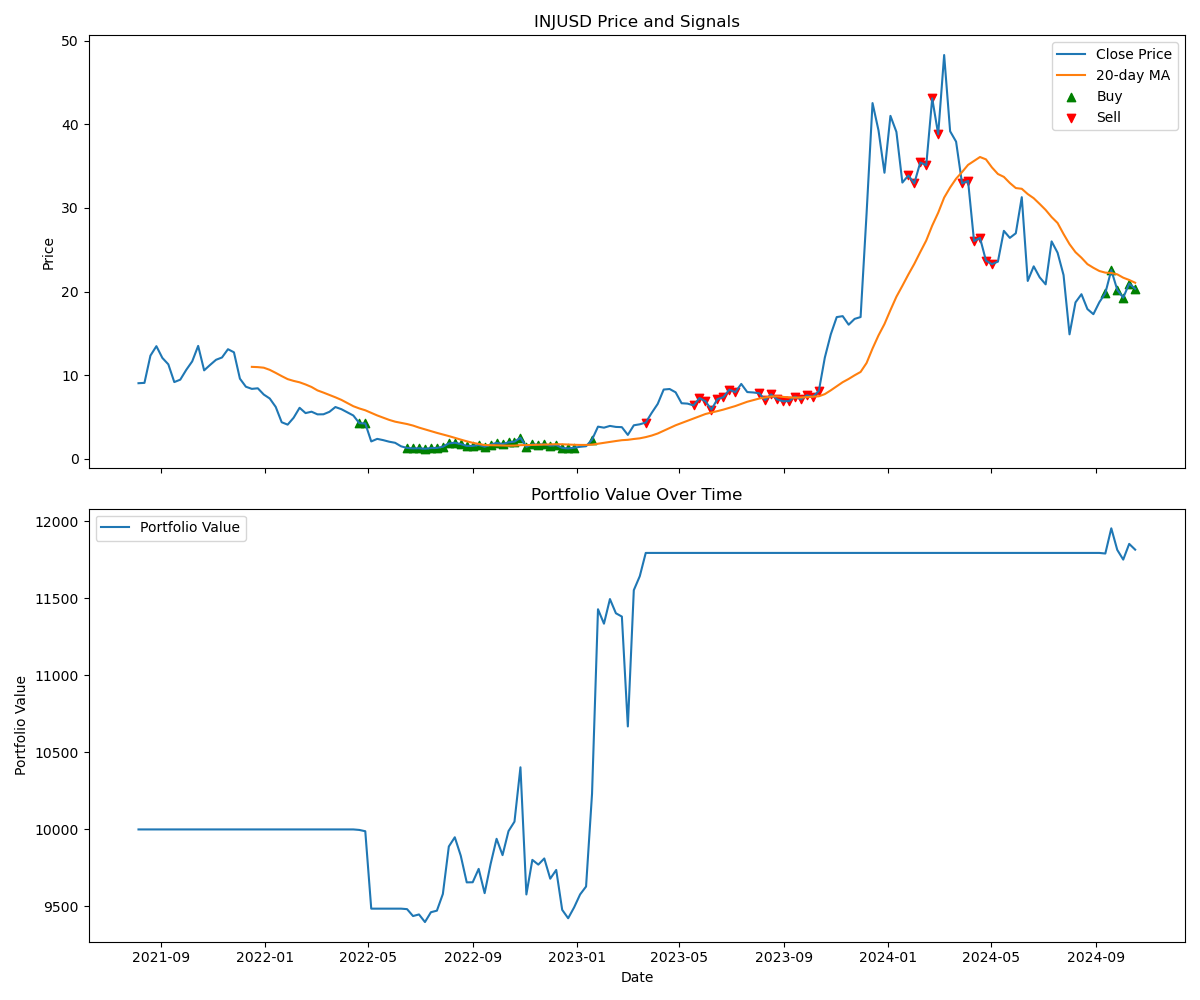 INJUSD Price and Signals
50
40
30
20
10
0
Price
Close Price
20-day MA
Buy
Sell
Portfolio Value Over Time
12000
11500
11000
10500
10000
9500
Portfolio Value
Portfolio Value
2021-09
2022-01
2022-05
2022-09
2023-01
2023-05
2023-09
2024-01
2024-05
2024-09
Date